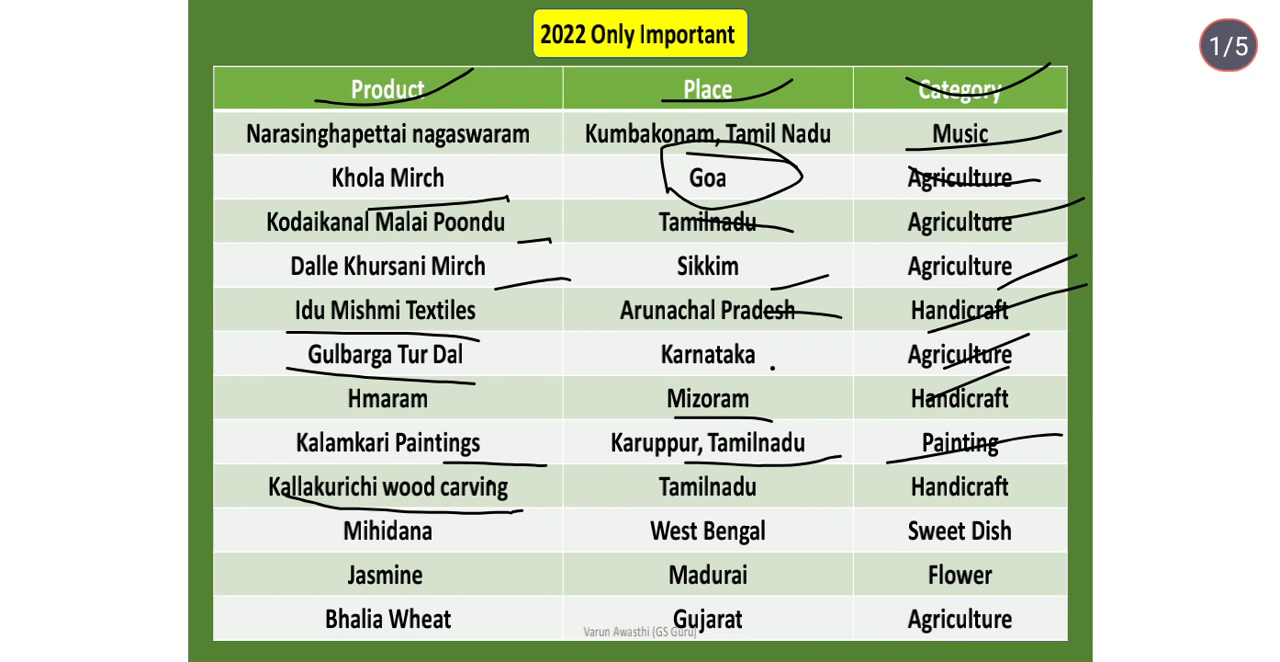 2022 Only Important
1/5
Product Place Category
Narasinghapettai nagaswaram Kumbakonam, Tamil Nadu Music
Khola Mirch Goa Agriculture
Kodaikanal Malai Poondu Tamilnadu Agriculture
Dalle Khursani Mirch Sikkim Agriculture
Idu Mishmi Textiles Arunachal Pradesh Handicraft
Gulbarga Tur Dal Karnataka Agriculture
Hmaram Mizoram Handicraft
Kalamkari Paintings Karuppur, Tamilnadu Painting
Kallakurichi wood carving Tamilnadu Handicraft
Mihidana West Bengal Sweet Dish
Jasmine Madurai Flower
Bhalia Wheat Gujarat Agriculture
Varun Awasthi (GS Guru)